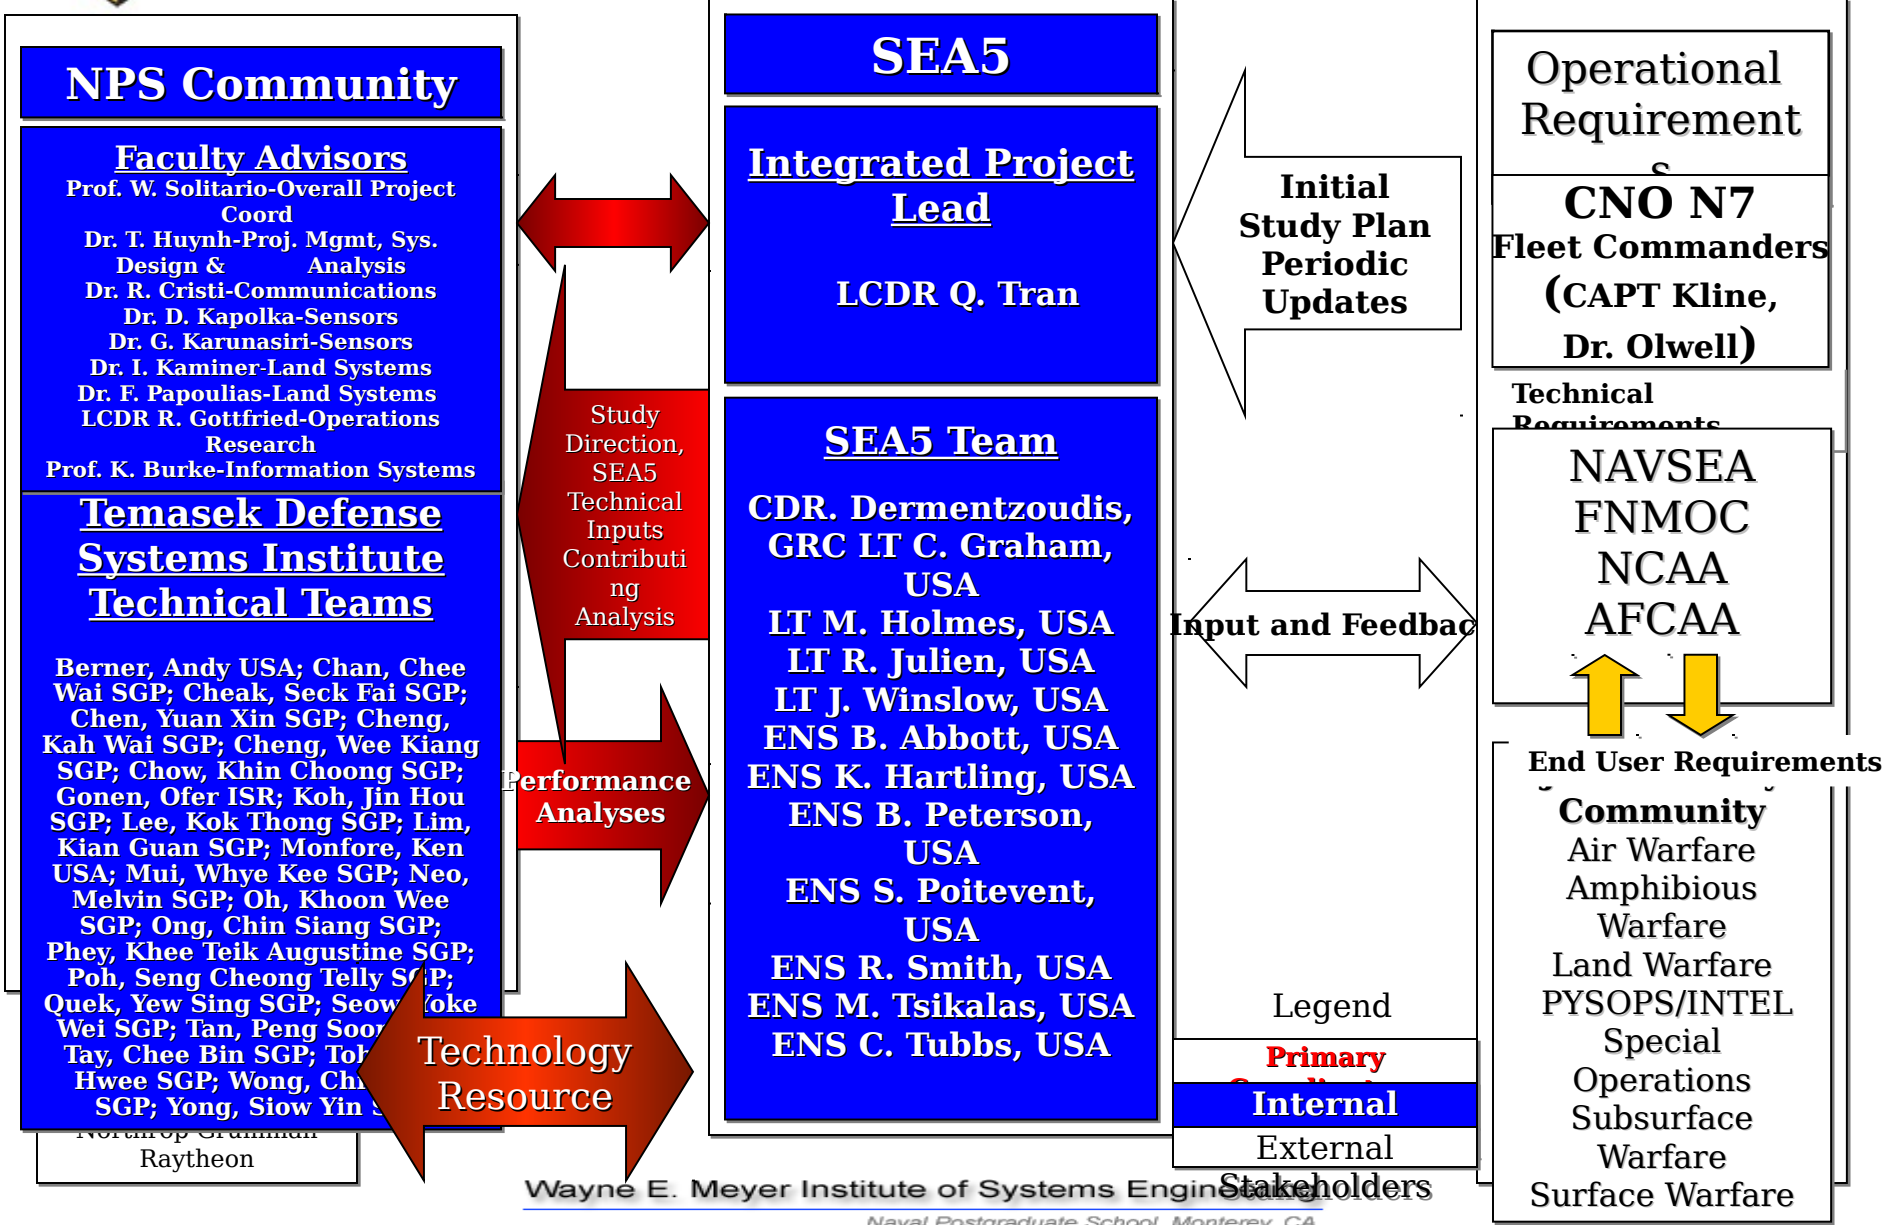 NPS Community
Faculty Advisors
Prof. W. Solitario-Overall Project
Coord
Dr. T. Huynh-Proj. Mgmt, Sys.
Design & Analysis
Dr. R. Cristi-Communications
Dr. D. Kapolka-Sensors
Dr. G. Karunasiri-Sensors
Dr. I. Kaminer-Land Systems
Dr. F. Papoulias-Land Systems
LCDR R. Gottfried-Operations
Research
Prof. K. Burke-Information Systems
Temasek Defense
Systems Institute
Technical Teams
Berner, Andy USA; Chan, Chee
Wai SGP; Cheak, Seck Fai SGP;
Chen, Yuan Xin SGP; Cheng,
Kah Wai SGP; Cheng, Wee Kiang
SGP; Chow, Khin Choong SGP;
Gonen, Ofer ISR; Koh, Jin Hou
SGP; Lee, Kok Thong SGP; Lim,
Kian Guan SGP; Monfore, Ken
USA; Mui, Whye Kee SGP; Neo,
Melvin SGP; Oh, Khoon Wee
SGP; Ong, Chin Siang SGP;
Phey, Khee Teik Augustine SGP;
Poh, Seng Cheong Telly SGP;
Quek, Yew Sing SGP; Seow, Yoke
Wei SGP; Tan, Peng Soon
Tay, Chee Bin SGP; Toh
Hwee SGP; Wong,
SGP; Yong, Siow Yin
Northrop Grumman
Raytheon
Study
Direction,
SEA5
Technical
Inputs
Contributi
ng
Analysis
Performance
Analyses
Technology
Resource
SEA5
Integrated Project
Lead
LCDR Q. Tran
SEA5 Team
CDR. Dermentzoudis,
GRC LT C. Graham,
USA
LT M. Holmes, USA
LT R. Julien, USA
LT J. Winslow, USA
ENS B. Abbott, USA
ENS K. Hartling, USA
ENS B. Peterson,
USA
ENS S. Poitevent,
USA
ENS R. Smith, USA
ENS M. Tsikalas, USA
ENS C. Tubbs, USA
Initial
Study Plan
Periodic
Updates
Input and Feedbac
Operational
Requirement
s
CNO N7
Fleet Commanders
(CAPT Kline,
Dr. Olwell)
Technical
Requirements
NAVSEA
FNMOC
NCAA
AFCAA
End User Requirements
Community
Air Warfare
Amphibious
Warfare
Land Warfare
PYSOPS/INTEL
Special
Operations
Subsurface
Warfare
Surface Warfare
Legend
Primary
Internal
External
Stakeholders
Wayne E. Meyer Institute of Systems Engineering
Naval Postgraduate School, Monterey, CA